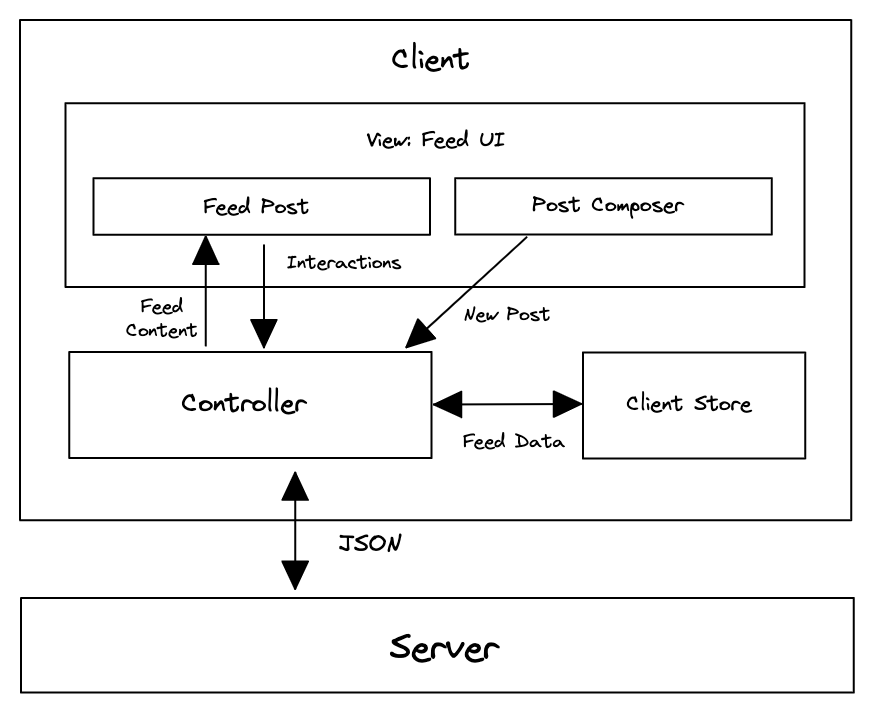 Client
View: Feed UI
Feed Post
Post Composer
Interactions
Feed
Content
New Post
Controller
Client Store
Feed Data
JSON
Server